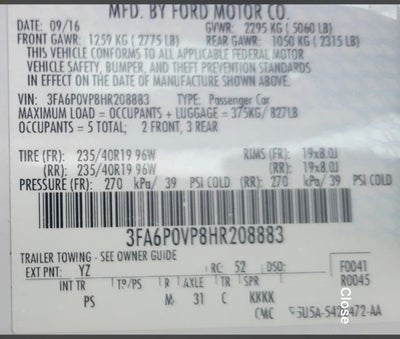 MFD. BY FORD MOTOR CO.
DATE: 09/16 GVWR: 2295 KG ( 5060 LB)
FRONT GAWR: 1259 KG ( 2775 LB) REAR GAWR: 1050 KG ( 2315 LB)
THIS VEHICLE CONFORMS TO ALL APPLICABLE FEDERAL MOTOR
VEHICLE SAFETY, BUMPER, AND THEFT PREVENTION STANDARDS
IN EFFECT ON THE DATE OF MANUFACTURE SHOWN ABOVE.
VIN: 3FA6P0VP8HR208883 TYPE: Passenger Car
MAXIMUM LOAD = OCCUPANTS + LUGGAGE = 375KG/ 827LB
OCCUPANTS = 5 TOTAL; 2 FRONT, 3 REAR
TIRE (FR): 235/40R19 96W RIMS (FR): 19x8.0J
(RR): 235/40R19 96W (RR): 19x8.0J
PRESSURE (FR): 270 kPa/ 39 PSI COLD (RR): 270 kPa/ 39 PSI COLD
3FA6P0VP8HR208883
TRAILER TOWING - SEE OWNER GUIDE
EXT PNT: YZ RC: 52 DSO: F0041
INT TR TP/PS R AXLE TR SPR R0045
PS M 31 C KKKK
CMC 472-AA
Close